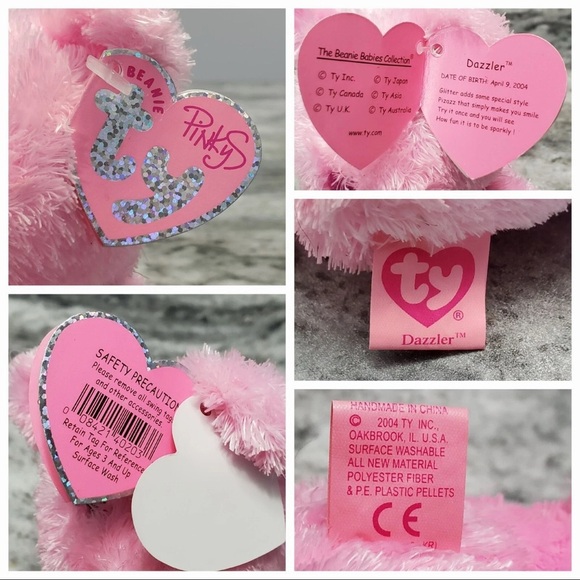 BEANIE
ty
PINKYS
The Beanie Babies Collection®
© Ty Inc.
© Ty Japan
© Ty Canada
© Ty Asia
© Ty U.K.
© Ty Australia
www.ty.com
Dazzler™
DATE OF BIRTH: April 9, 2004
Glitter adds some special style
Pizazz that simply makes you smile
Try it once and you will see
How fun it is to be sparkly !
ty
®
Dazzler™
SAFETY PRECAUTION
Please remove all swing tags
and other accessories.
0 08421 40203
Retain Tag For Reference
For Ages 3 And Up
Surface Wash
HANDMADE IN CHINA
© 2004 TY INC.,
OAKBROOK, IL. U.S.A.
SURFACE WASHABLE
ALL NEW MATERIAL
POLYESTER FIBER
& P.E. PLASTIC PELLETS
CE